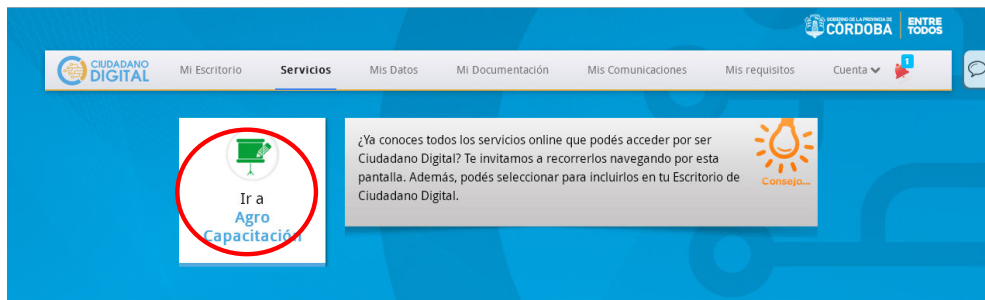 GOBIERNO DE LA PROVINCIA DE
CÓRDOBA
ENTRE
TODOS
CIUDADANO
DIGITAL
Mi Escritorio
Servicios
Mis Datos
Mi Documentación
Mis Comunicaciones
Mis requisitos
Cuenta
1
Ir a
Agro
Capacitación
¿Ya conoces todos los servicios online que podés acceder por ser
Ciudadano Digital? Te invitamos a recorrerlos navegando por esta
pantalla. Además, podés seleccionar para incluirlos en tu Escritorio de
Ciudadano Digital.
Consejo...